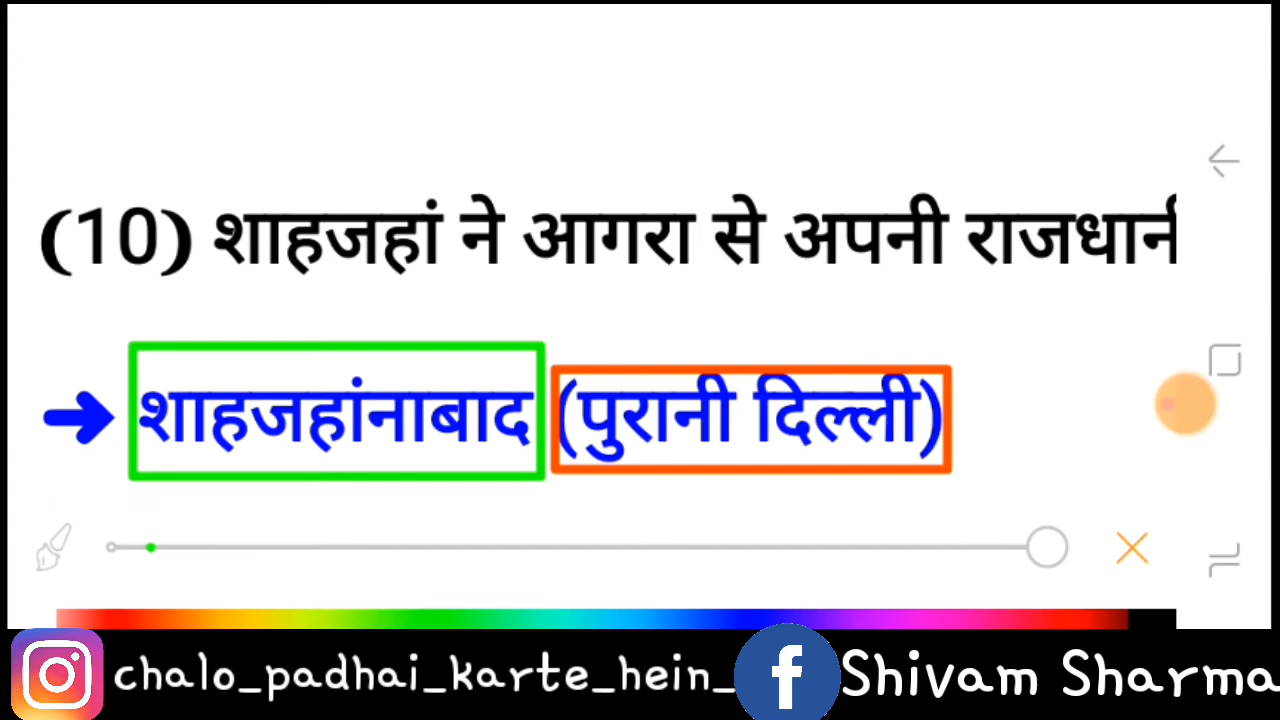 (10) शाहजहां ने आगरा से अपनी राजधानी
➔ शाहजहांनाबाद (पुरानी दिल्ली)
chalo_padhai_karte_hein_ Shivam Sharma